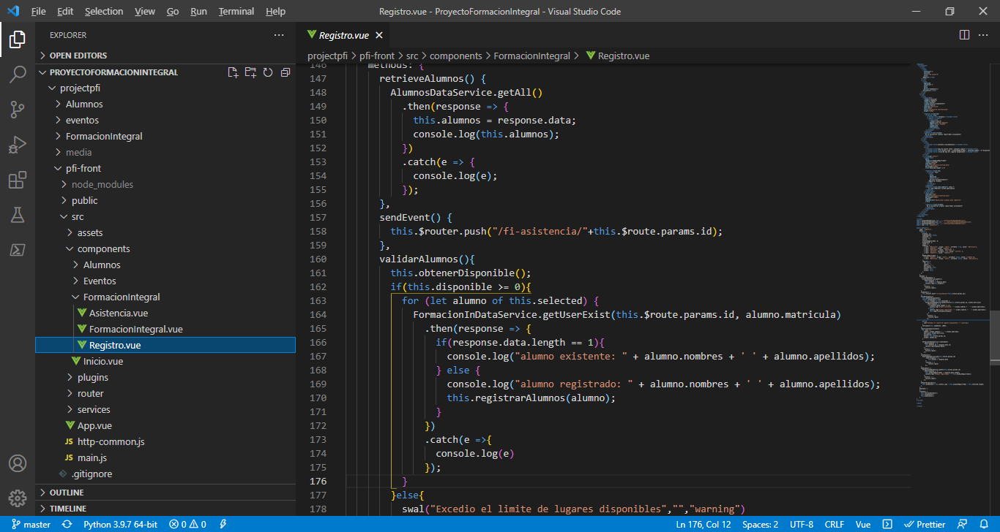 File Edit Selection View Go Run Terminal Help
Registro.vue - ProyectoFormacionIntegral - Visual Studio Code
EXPLORER
OPEN EDITORS
PROYECTOFORMACIONINTEGRAL
projectpfi
Alumnos
eventos
FormacionIntegral
media
pfi-front
node_modules
public
src
assets
components
Alumnos
Eventos
FormacionIntegral
Asistencia.vue
FormacionIntegral.vue
Registro.vue
Inicio.vue
plugins
router
services
App.vue
JS http-common.js
JS main.js
.gitignore
OUTLINE
TIMELINE
Registro.vue
projectpfi > pfi-front > src > components > FormacionIntegral > Registro.vue
146 methods: {
147 retrieveAlumnos() {
148 AlumnosDataService.getAll()
149 .then(response => {
150 this.alumnos = response.data;
151 console.log(this.alumnos);
152 })
153 .catch(e => {
154 console.log(e);
155 });
156 },
157 sendEvent() {
158 this.$router.push("/fi-asistencia/"+this.$route.params.id);
159 },
160 validarAlumnos(){
161 this.obtenerDisponible();
162 if(this.disponible >= 0){
163 for (let alumno of this.selected) {
164 FormacionInDataService.getUserExist(this.$route.params.id, alumno.matricula)
165 .then(response => {
166 if(response.data.length == 1){
167 console.log("alumno existente: " + alumno.nombres + ' ' + alumno.apellidos);
168 } else {
169 console.log("alumno registrado: " + alumno.nombres + ' ' + alumno.apellidos);
170 this.registrarAlumnos(alumno);
171 }
172 })
173 .catch(e =>{
174 console.log(e)
175 });
176 }
177 }else{
178 swal("Excedio el limite de lugares disponibles","","warning")
master Python 3.9.7 64-bit 0 0 Ln 176, Col 12 Spaces: 2 UTF-8 CRLF Vue Prettier